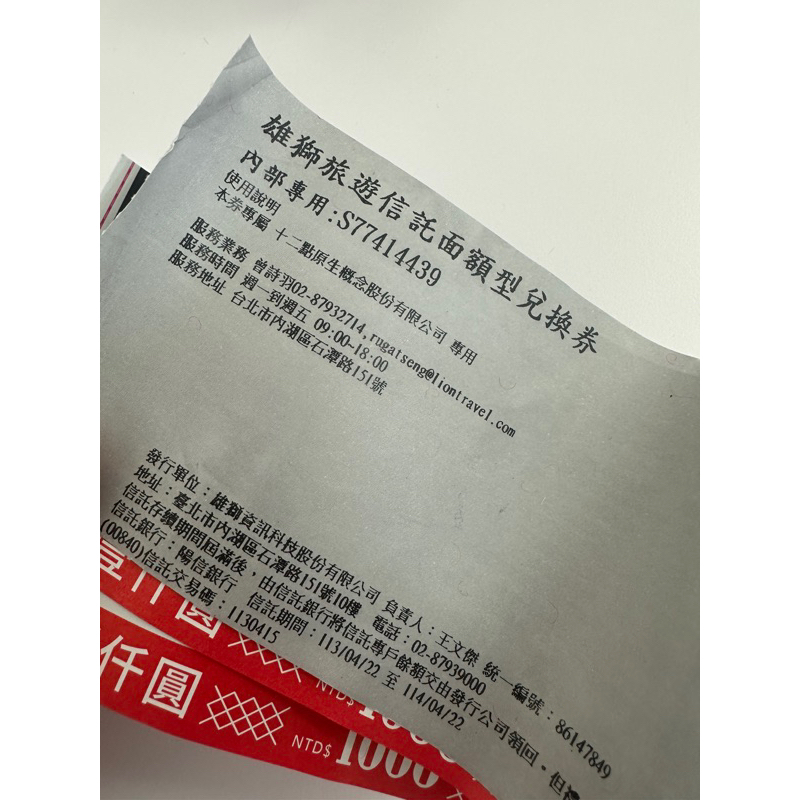 雄獅旅遊信託面額型兌換券
內部專用:S77414439
使用說明
本券專屬 十二點原生概念股份有限公司 專用
服務業務 曾詩羽02-87932714,rugatseng@liontravel.com
服務時間 週一到週五 09:00~18:00
服務地址 台北市內湖區石潭路151號
發行單位：雄獅資訊科技股份有限公司 負責人：王文傑 統一編號：86147849
地址：臺北市內湖區石潭路151號10樓 電話：02-87939000
信託存續期間屆滿後，由信託銀行將信託專戶餘額交由發行公司領回。但
信託銀行：陽信銀行 信託期間：113/04/22 至 114/04/22
(00840)信託交易碼：1130415
壹仟圓 NTD$ 1000
仟圓 NTD$ 1000